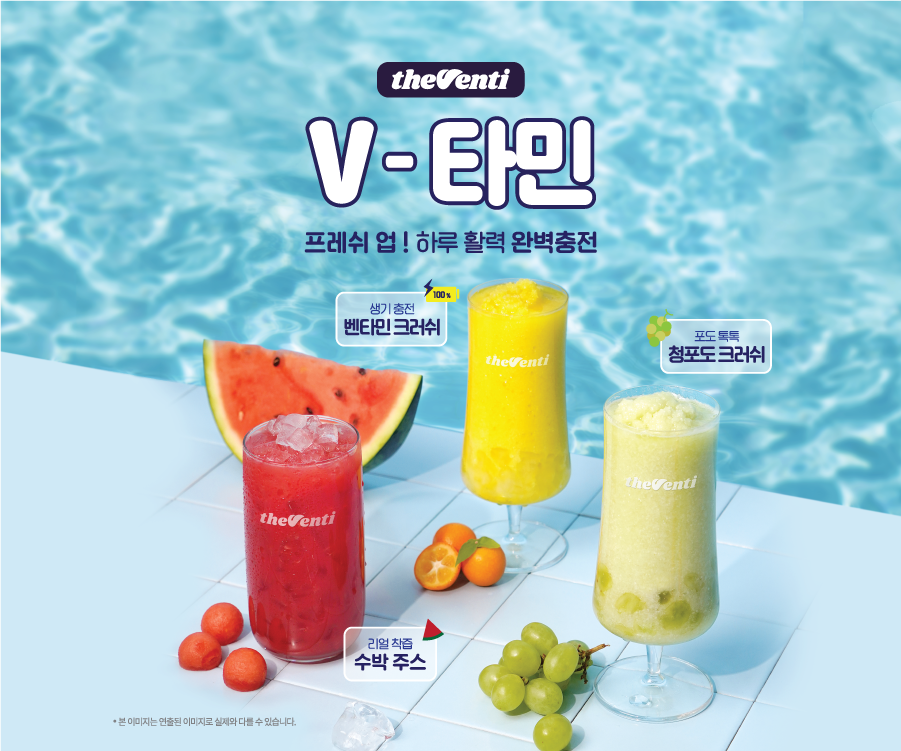 theVenti
V-타민
프레쉬 업! 하루 활력 완벽충전
100%
생기 충전
벤타민 크러쉬
포도 톡톡
청포도 크러쉬
theVenti
theVenti
theVenti
리얼 착즙
수박 주스
* 본 이미지는 연출된 이미지로 실제와 다를 수 있습니다.